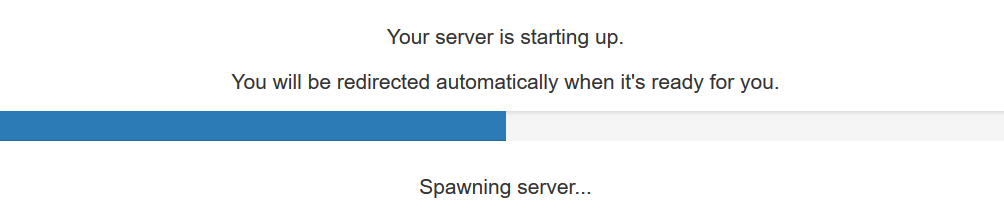 Your server is starting up.
You will be redirected automatically when it's ready for you.
Spawning server...